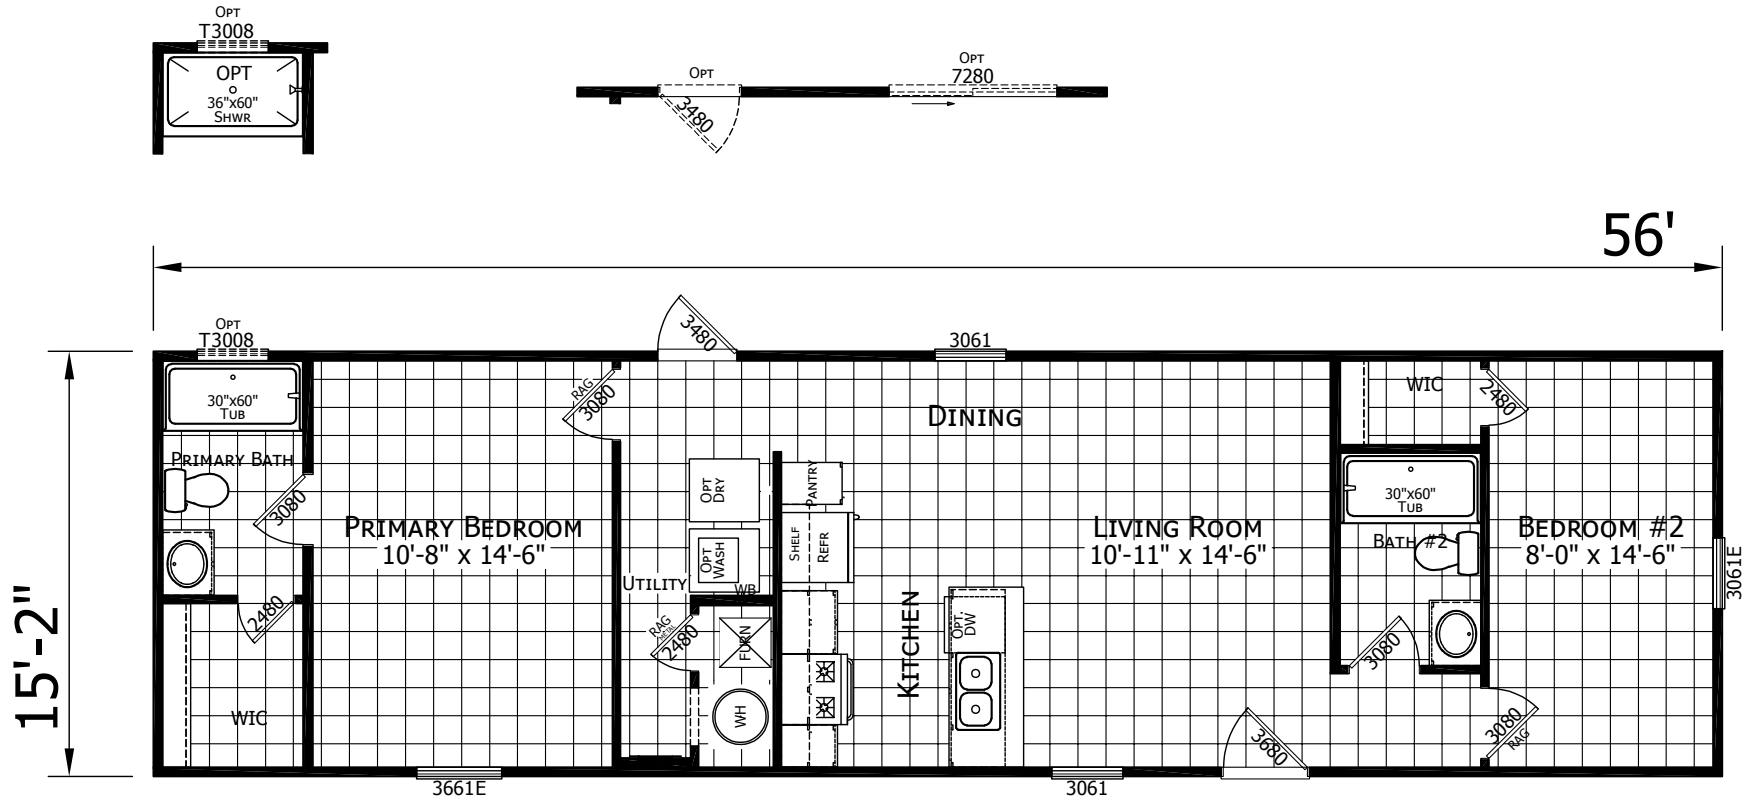 OPT
T3008
OPT
36"x60"
SHWR
OPT
3480
OPT
7280
56'
15'-2"
OPT
T3008
30"x60"
TUB
PRIMARY BATH
3080
2480
WIC
PRIMARY BEDROOM
10'-8" x 14'-6"
3661E
RAG
3080
3480
OPT
DRY
OPT
WASH
WB
UTILITY
RAG
METAL
2480
FURN
WH
PANTRY
SHELF
REFR
KITCHEN
OPT.
DW
3061
DINING
LIVING ROOM
10'-11" x 14'-6"
3061
3680
WIC
2480
30"x60"
TUB
BATH #2
3080
BEDROOM #2
8'-0" x 14'-6"
3061E
3080
RAG